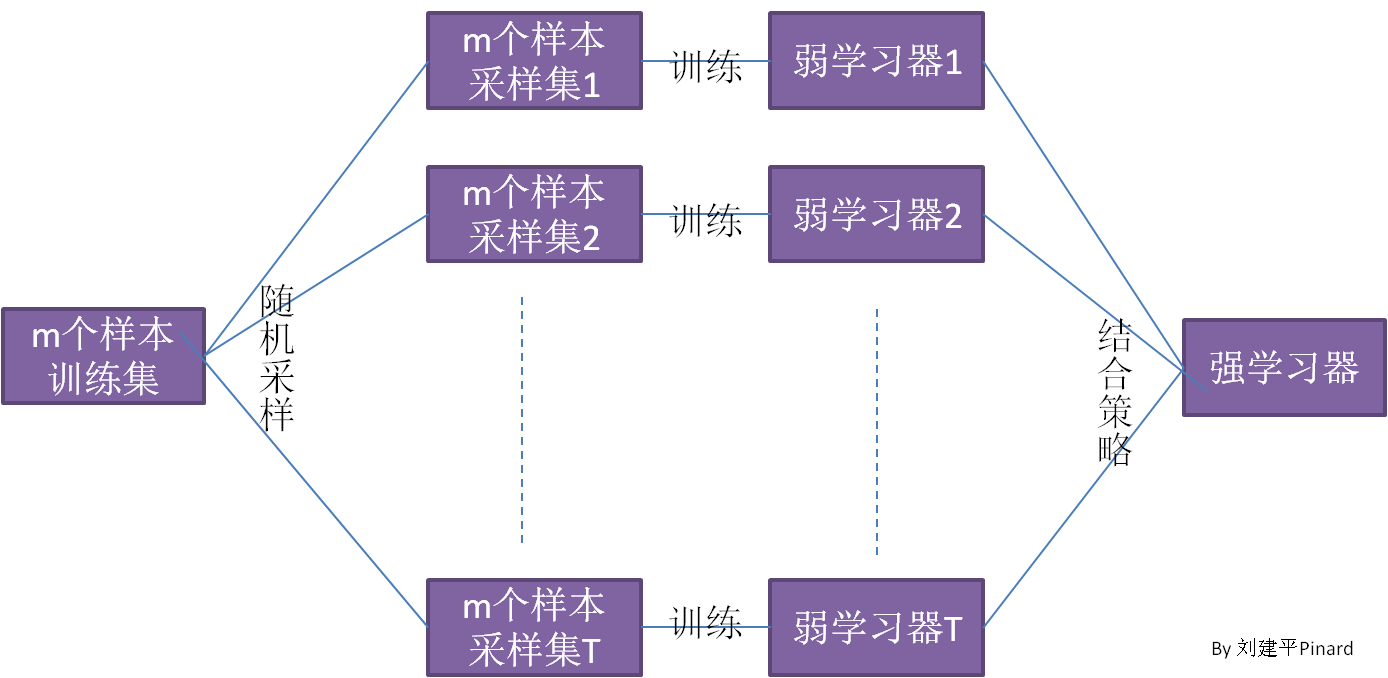 m个样本
采样集1
训练
弱学习器1
m个样本
采样集2
训练
弱学习器2
m个样本
训练集
随机采样
结合策略
强学习器
m个样本
采样集T
训练
弱学习器T
By 刘建平Pinard